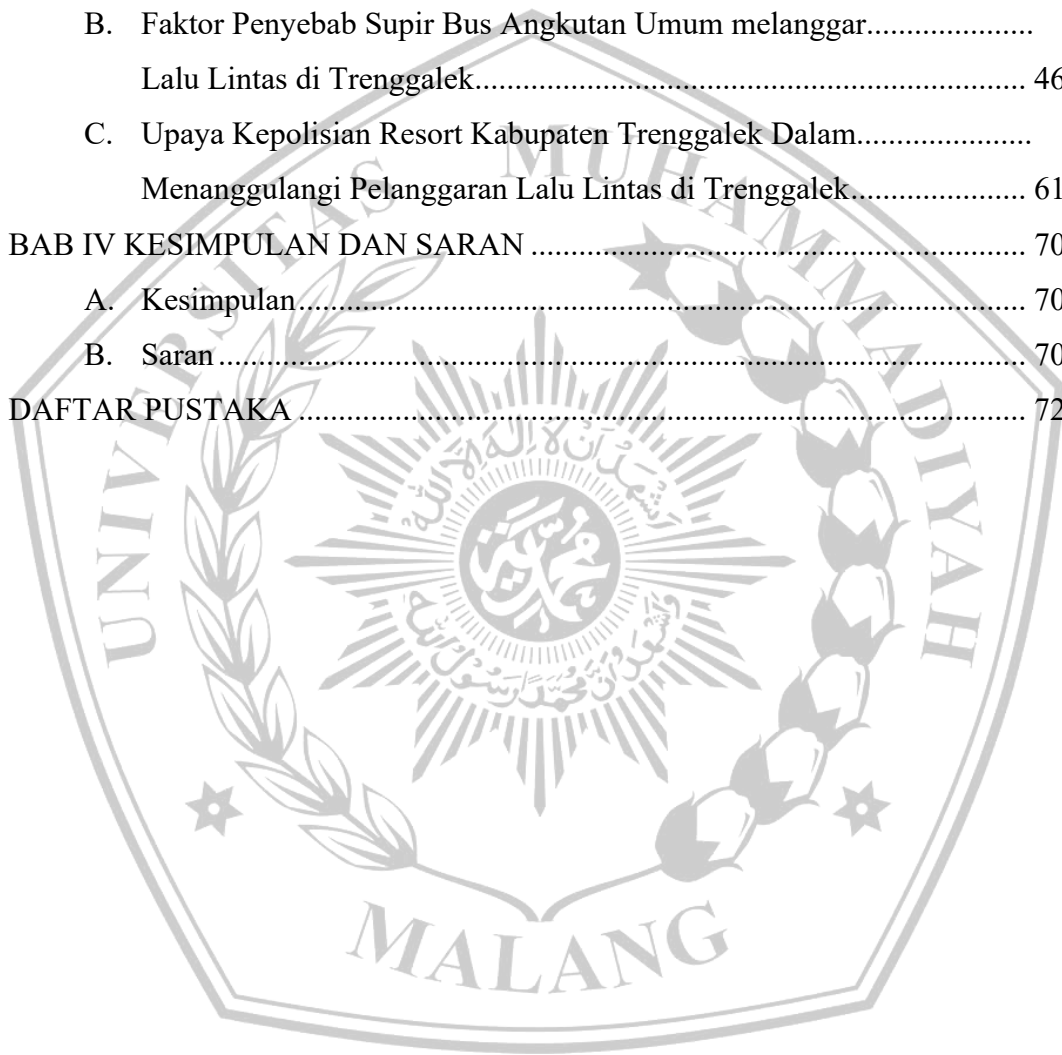 B. Faktor Penyebab Supir Bus Angkutan Umum melanggar....................
Lalu Lintas di Trenggalek.................................................................... 46
C. Upaya Kepolisian Resort Kabupaten Trenggalek Dalam.....................
Menanggulangi Pelanggaran Lalu Lintas di Trenggalek..................... 61
BAB IV KESIMPULAN DAN SARAN ............................................................ 70
A. Kesimpulan........................................................................................ 70
B. Saran .................................................................................................. 70
DAFTAR PUSTAKA ....................................................................................... 72
UNIVERSITAS MUHAMMADIYAH
MALANG